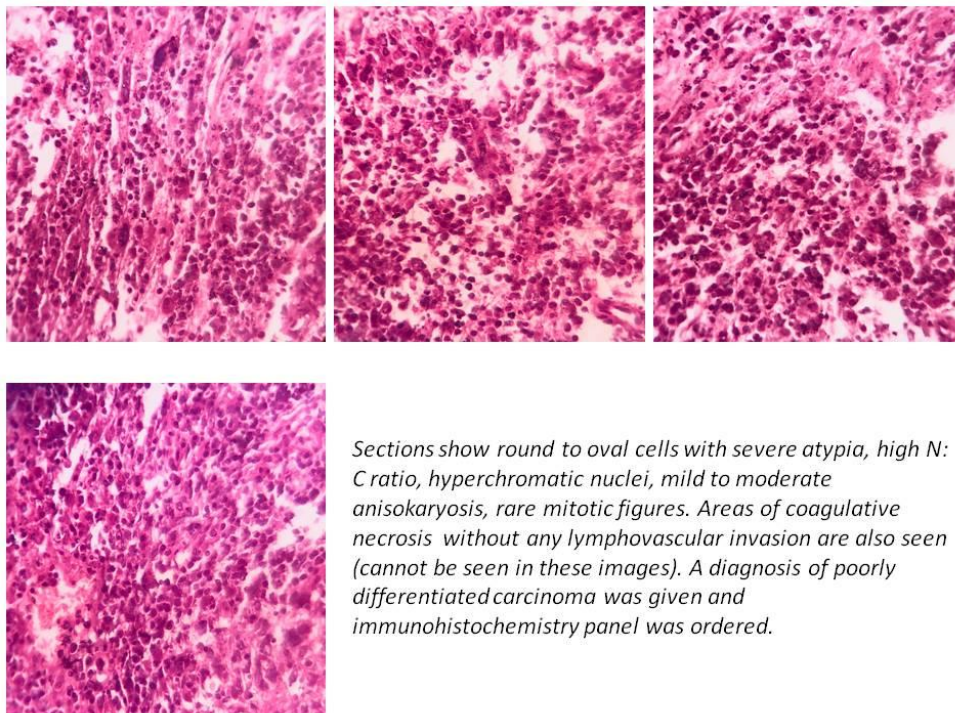 Sections show round to oval cells with severe atypia, high N:
C ratio, hyperchromatic nuclei, mild to moderate
anisokaryosis, rare mitotic figures. Areas of coagulative
necrosis without any lymphovascular invasion are also seen
(cannot be seen in these images). A diagnosis of poorly
differentiated carcinoma was given and
immunohistochemistry panel was ordered.